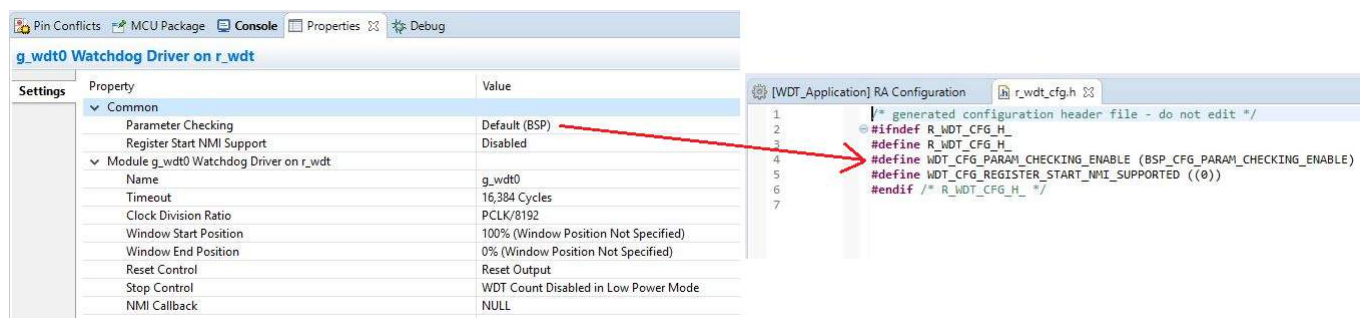 Pin Conflicts MCU Package Console Properties Debug
g_wdt0 Watchdog Driver on r_wdt
Settings
Property Value
Common
Parameter Checking Default (BSP)
Register Start NMI Support Disabled
Module g_wdt0 Watchdog Driver on r_wdt
Name g_wdt0
Timeout 16,384 Cycles
Clock Division Ratio PCLK/8192
Window Start Position 100% (Window Position Not Specified)
Window End Position 0% (Window Position Not Specified)
Reset Control Reset Output
Stop Control WDT Count Disabled in Low Power Mode
NMI Callback NULL
[WDT_Application] RA Configuration r_wdt_cfg.h
1 /* generated configuration header file - do not edit */
2 #ifndef R_WDT_CFG_H_
3 #define R_WDT_CFG_H_
4 #define WDT_CFG_PARAM_CHECKING_ENABLE (BSP_CFG_PARAM_CHECKING_ENABLE)
5 #define WDT_CFG_REGISTER_START_NMI_SUPPORTED ((0))
6 #endif /* R_WDT_CFG_H_ */
7